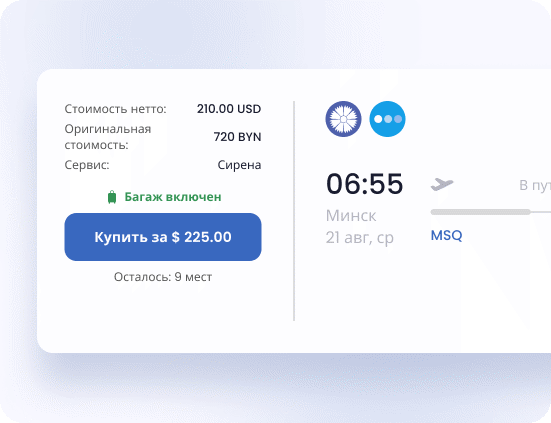 Стоимость нетто: 210.00 USD
Оригинальная
стоимость: 720 BYN
Сервис: Сирена
Багаж включен
Купить за $ 225.00
Осталось: 9 мест
06:55
В пут
Минск
21 авг, ср
MSQ